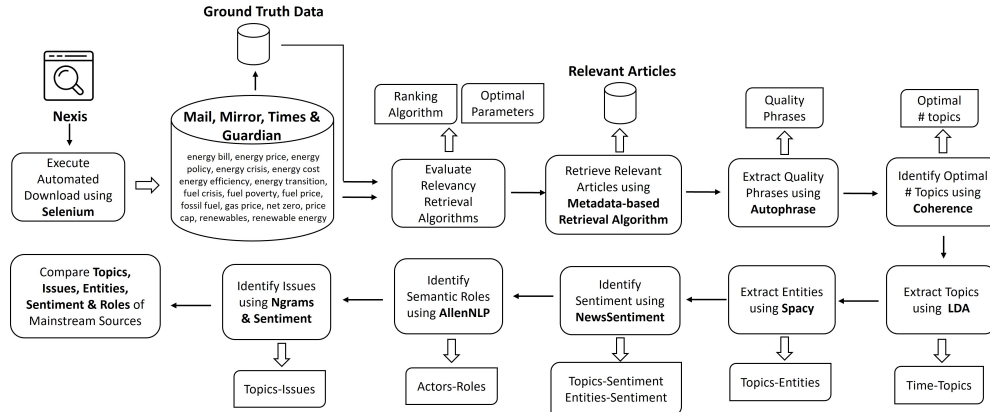 Ground Truth Data
Nexis
Execute
Automated
Download using
Selenium
Mail, Mirror, Times &
Guardian
energy bill, energy price, energy
policy, energy crisis, energy cost
energy efficiency, energy transition,
fuel crisis, fuel poverty, fuel price,
fossil fuel, gas price, net zero, price
cap, renewables, renewable energy
Ranking
Algorithm
Optimal
Parameters
Evaluate
Relevancy
Retrieval
Algorithms
Relevant Articles
Retrieve Relevant
Articles using
Metadata-based
Retrieval Algorithm
Quality
Phrases
Extract Quality
Phrases using
Autophrase
Optimal
# topics
Identify Optimal
# Topics using
Coherence
Extract Topics
using LDA
Time-Topics
Extract Entities
using Spacy
Topics-Entities
Identify
Sentiment using
NewsSentiment
Topics-Sentiment
Entities-Sentiment
Identify
Semantic Roles
using AllenNLP
Actors-Roles
Identify Issues
using Ngrams
& Sentiment
Topics-Issues
Compare Topics,
Issues, Entities,
Sentiment & Roles of
Mainstream Sources